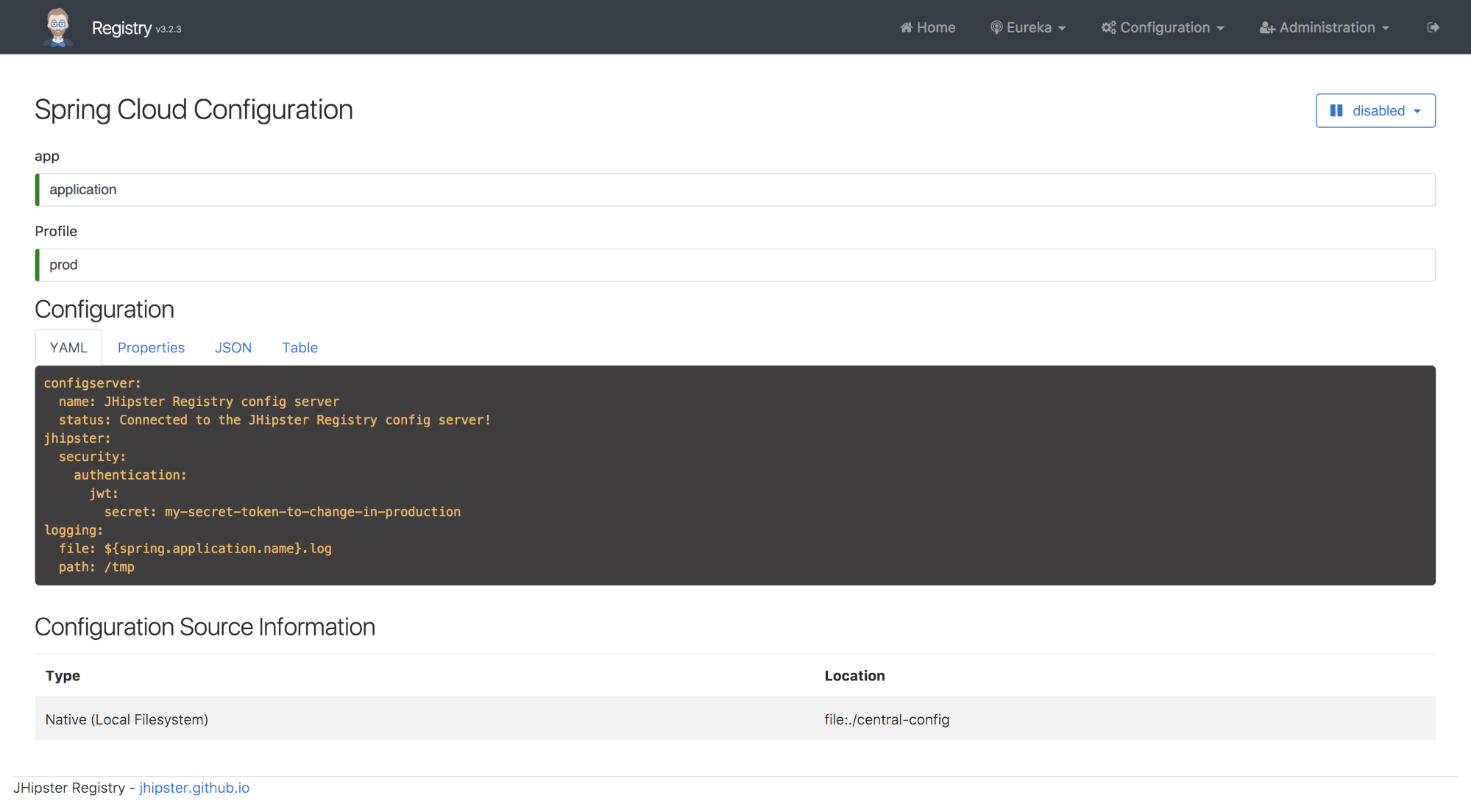 Registry v3.2.3
Home
Eureka
Configuration
Administration
Spring Cloud Configuration
disabled
app
application
Profile
prod
Configuration
YAML Properties JSON Table
configserver:
  name: JHipster Registry config server
  status: Connected to the JHipster Registry config server!
jhipster:
  security:
    authentication:
      jwt:
        secret: my-secret-token-to-change-in-production
logging:
  file: ${spring.application.name}.log
  path: /tmp
Configuration Source Information
Type Location
Native (Local Filesystem) file:./central-config
JHipster Registry - jhipster.github.io